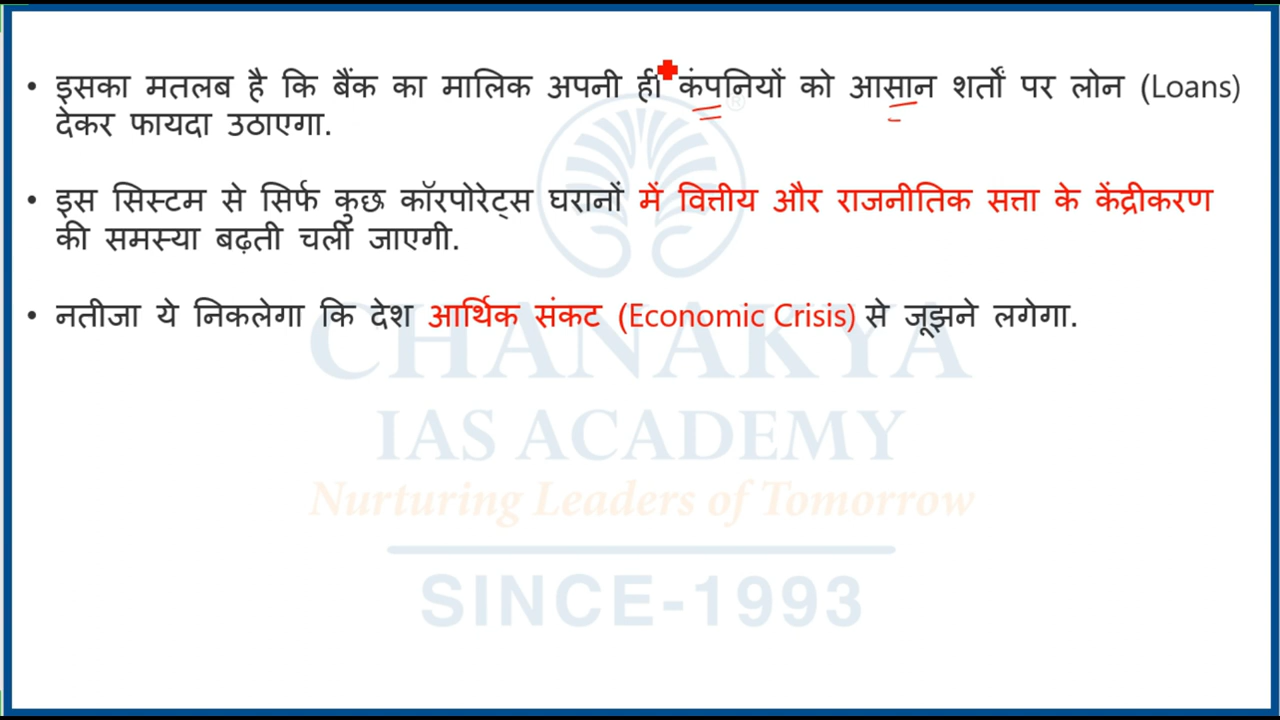 • इसका मतलब है कि बैंक का मालिक अपनी ही कंपनियों को आसान शर्तों पर लोन (Loans)
देकर फायदा उठाएगा.
• इस सिस्टम से सिर्फ कुछ कॉरपोरेट्स घरानों में वित्तीय और राजनीतिक सत्ता के केंद्रीकरण
की समस्या बढ़ती चली जाएगी.
• नतीजा ये निकलेगा कि देश आर्थिक संकट (Economic Crisis) से जूझने लगेगा.
®
CHANAKYA
IAS ACADEMY
Nurturing Leaders of Tomorrow
SINCE-1993